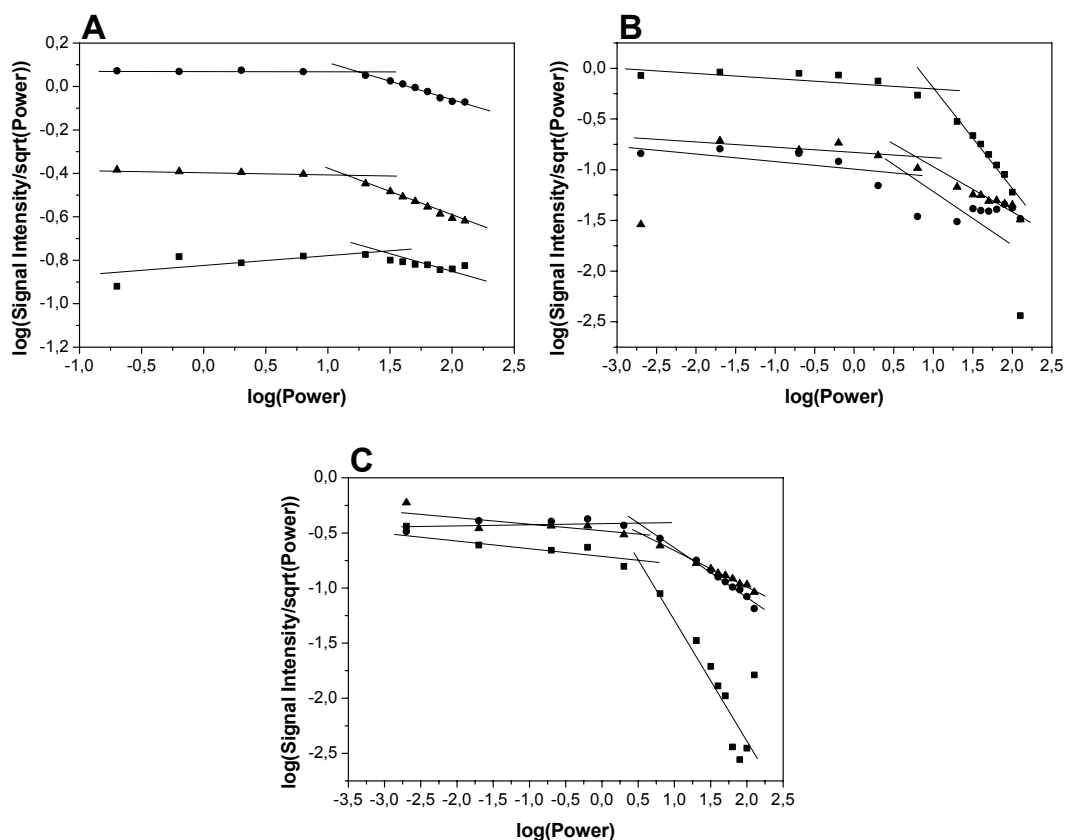 A
0,2
0,0
-0,2
-0,4
-0,6
-0,8
-1,0
-1,2
log(Signal Intensity/sqrt(Power))
-1,0 -0,5 0,0 0,5 1,0 1,5 2,0 2,5
log(Power)
B
0,0
-0,5
-1,0
-1,5
-2,0
-2,5
log(Signal Intensity/sqrt(Power))
-3,0 -2,5 -2,0 -1,5 -1,0 -0,5 0,0 0,5 1,0 1,5 2,0 2,5
log(Power)
C
0,0
-0,5
-1,0
-1,5
-2,0
-2,5
log(Signal Intensity/sqrt(Power))
-3,5 -3,0 -2,5 -2,0 -1,5 -1,0 -0,5 0,0 0,5 1,0 1,5 2,0 2,5
log(Power)